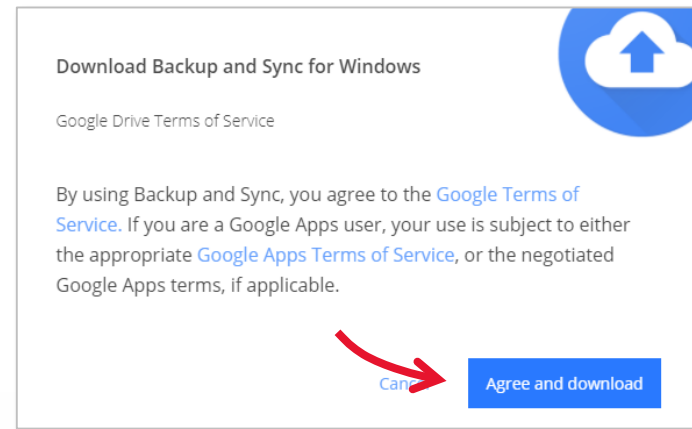 Download Backup and Sync for Windows
Google Drive Terms of Service
By using Backup and Sync, you agree to the Google Terms of
Service. If you are a Google Apps user, your use is subject to either
the appropriate Google Apps Terms of Service, or the negotiated
Google Apps terms, if applicable.
Agree and download